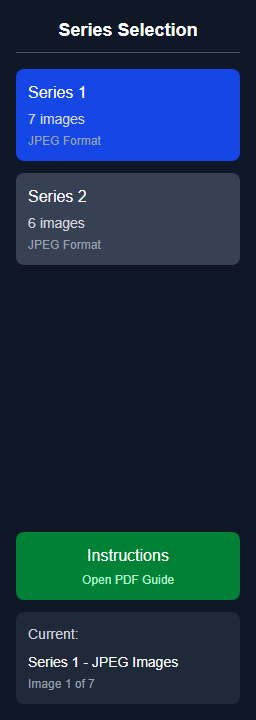 Series Selection
Series 1
7 images
JPEG Format
Series 2
6 images
JPEG Format
Instructions
Open PDF Guide
Current:
Series 1 - JPEG Images
Image 1 of 7